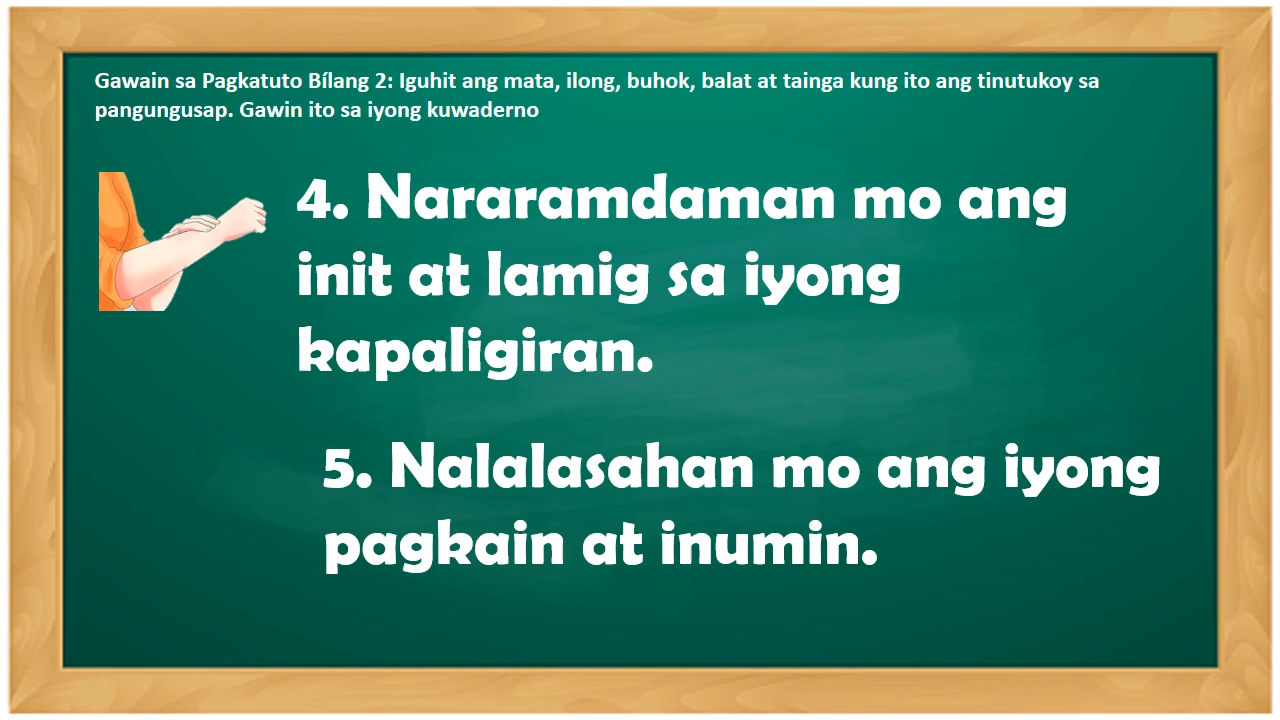 Gawain sa Pagkatuto Bílang 2: Iguhit ang mata, ilong, buhok, balat at tainga kung ito ang tinutukoy sa
pangungusap. Gawin ito sa iyong kuwaderno
4. Nararamdaman mo ang
init at lamig sa iyong
kapaligiran.
5. Nalalasahan mo ang iyong
pagkain at inumin.